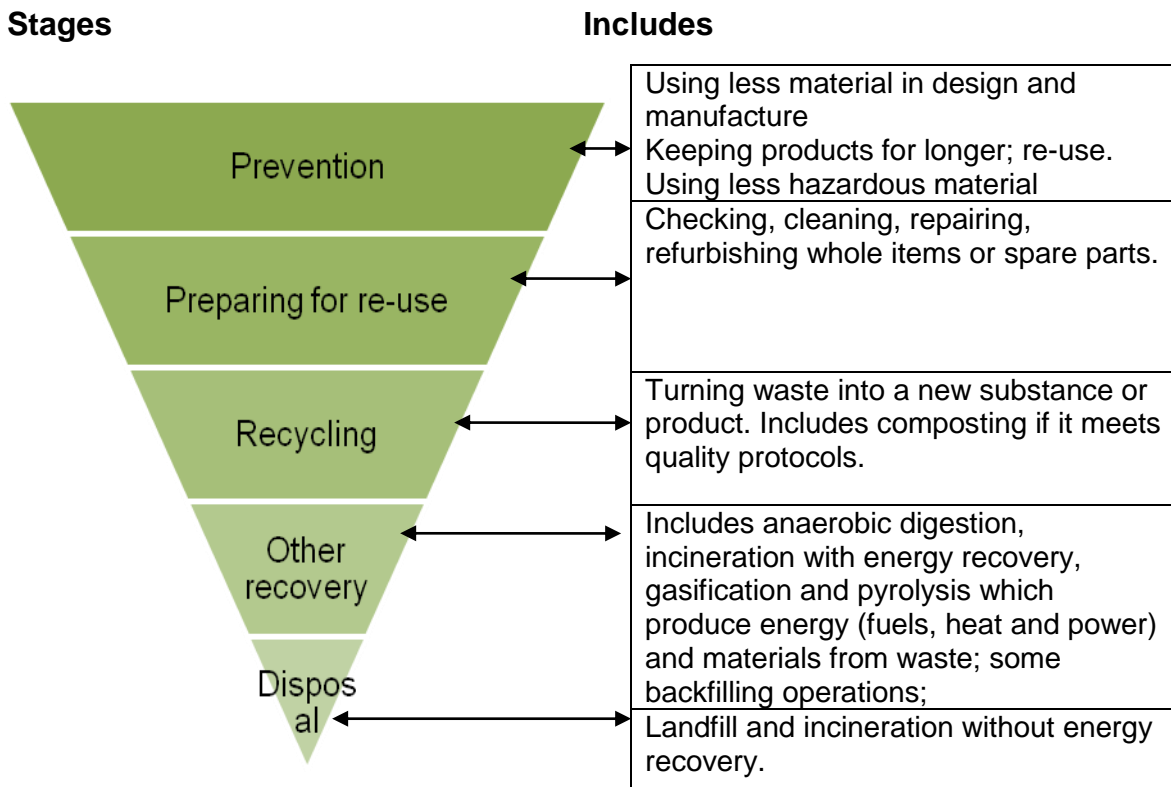 Stages
Includes
Prevention
Using less material in design and
manufacture
Keeping products for longer; re-use.
Using less hazardous material
Preparing for re-use
Checking, cleaning, repairing,
refurbishing whole items or spare parts.
Recycling
Turning waste into a new substance or
product. Includes composting if it meets
quality protocols.
Other
recovery
Includes anaerobic digestion,
incineration with energy recovery,
gasification and pyrolysis which
produce energy (fuels, heat and power)
and materials from waste; some
backfilling operations;
Dispos
al
Landfill and incineration without energy
recovery.